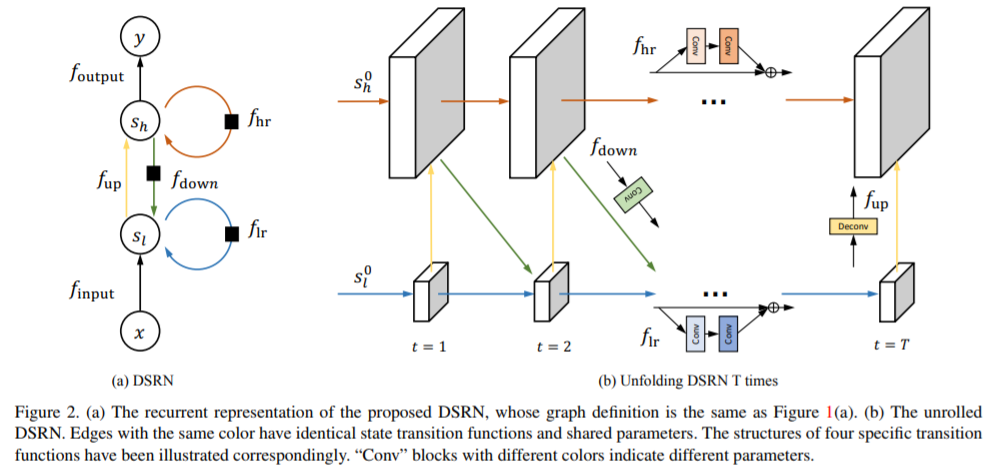 y
f_output
s_h
f_hr
f_up
f_down
s_l
f_lr
f_input
x
(a) DSRN
s_h^0
f_hr
Conv
Conv
...
f_down
Conv
f_up
Deconv
s_l^0
...
f_lr
Conv
Conv
t = 1
t = 2
t = T
(b) Unfolding DSRN T times
Figure 2. (a) The recurrent representation of the proposed DSRN, whose graph definition is the same as Figure 1(a). (b) The unrolled
DSRN. Edges with the same color have identical state transition functions and shared parameters. The structures of four specific transition
functions have been illustrated correspondingly. “Conv” blocks with different colors indicate different parameters.